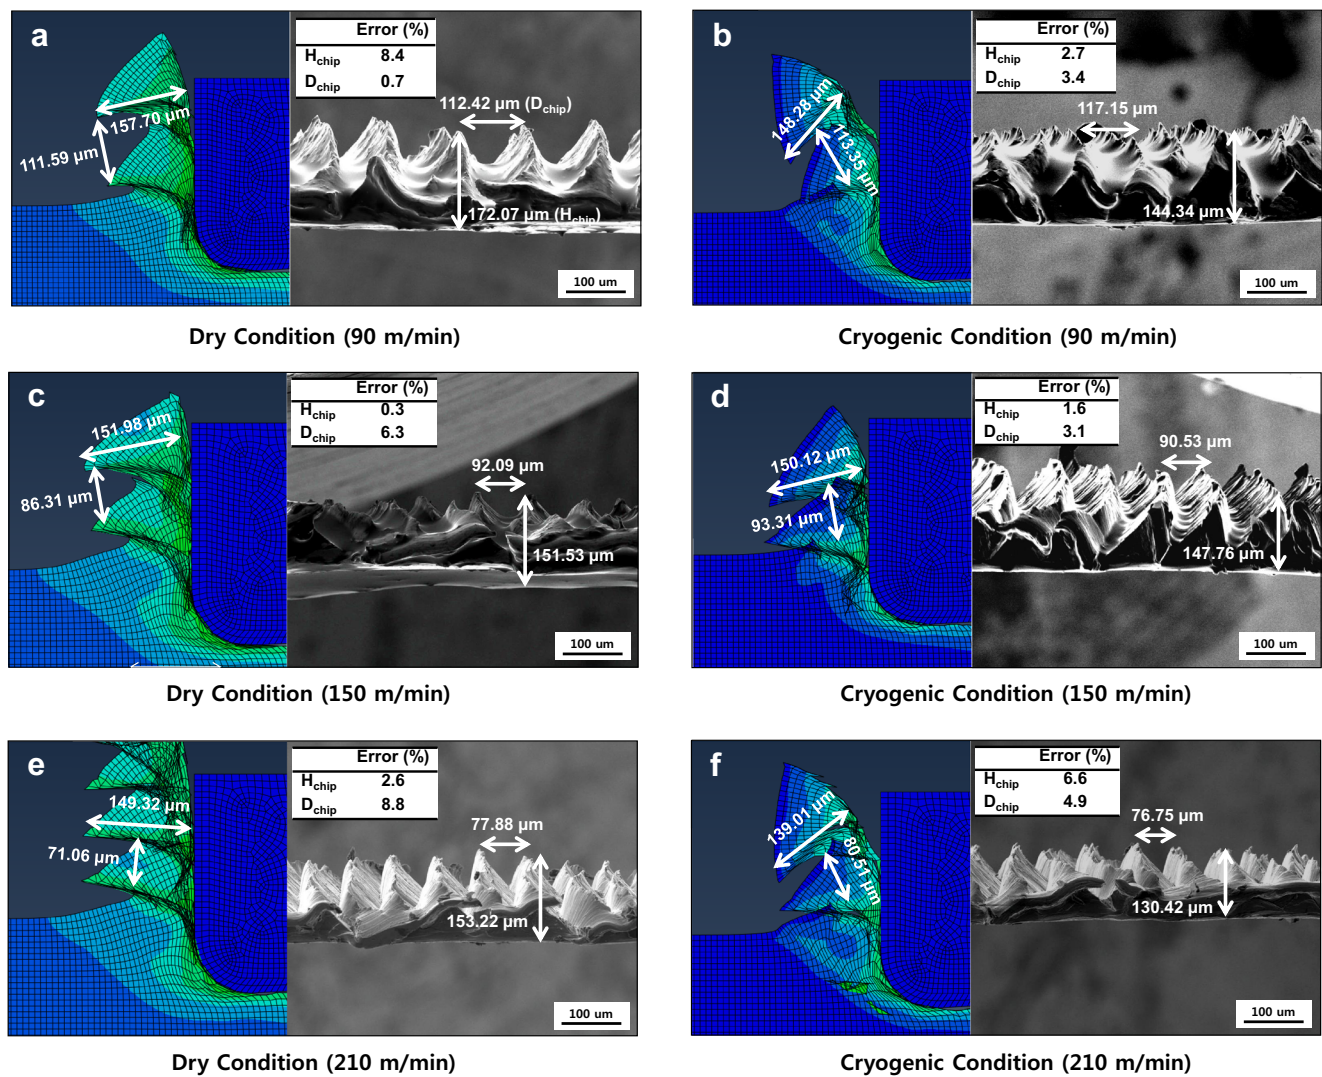 a
Error (%)
Hchip 8.4
Dchip 0.7
157.70 µm
111.59 µm
112.42 µm (Dchip)
172.07 µm (Hchip)
100 um
Dry Condition (90 m/min)
b
Error (%)
Hchip 2.7
Dchip 3.4
148.28 µm
113.35 µm
117.15 µm
144.34 µm
100 um
Cryogenic Condition (90 m/min)
c
Error (%)
Hchip 0.3
Dchip 6.3
151.98 µm
86.31 µm
92.09 µm
151.53 µm
100 um
Dry Condition (150 m/min)
d
Error (%)
Hchip 1.6
Dchip 3.1
150.12 µm
93.31 µm
90.53 µm
147.76 µm
100 um
Cryogenic Condition (150 m/min)
e
Error (%)
Hchip 2.6
Dchip 8.8
149.32 µm
71.06 µm
77.88 µm
153.22 µm
100 um
Dry Condition (210 m/min)
f
Error (%)
Hchip 6.6
Dchip 4.9
139.01 µm
80.51 µm
76.75 µm
130.42 µm
100 um
Cryogenic Condition (210 m/min)